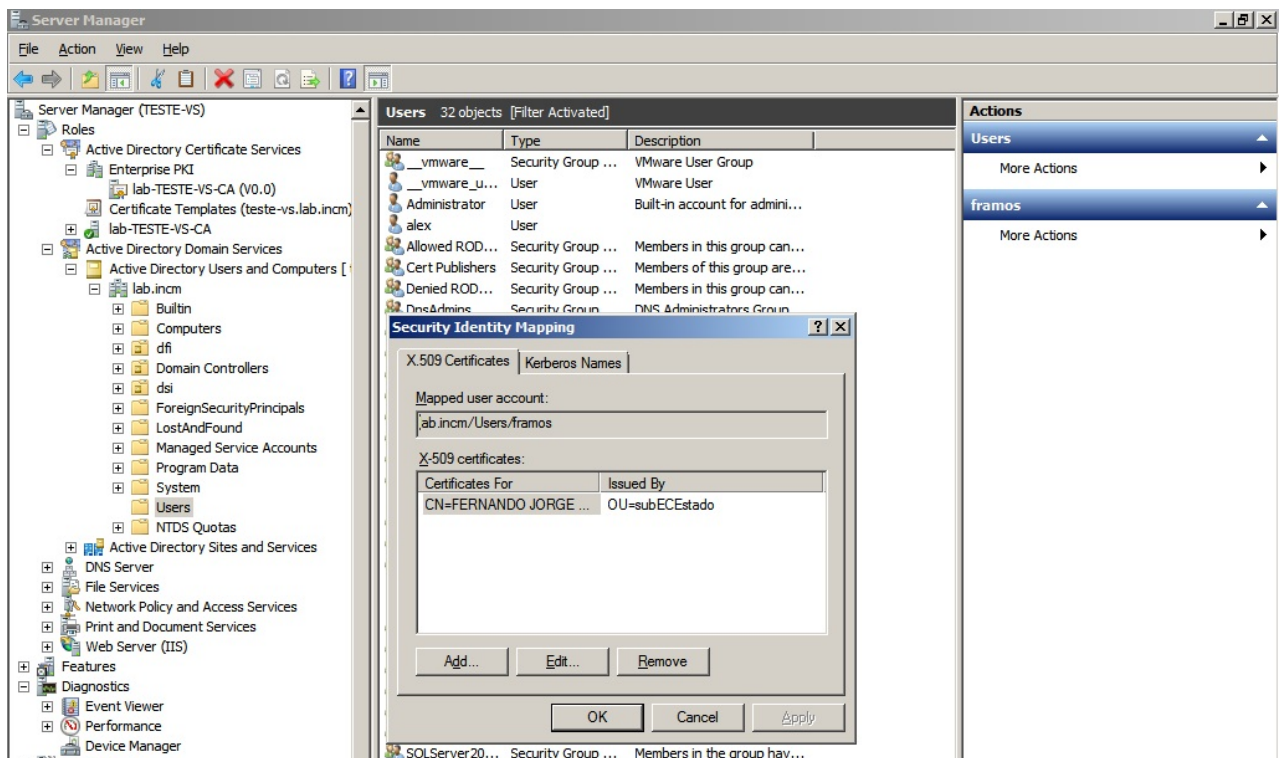 Server Manager
File Action View Help
Server Manager (TESTE-VS)
Roles
Active Directory Certificate Services
Enterprise PKI
lab-TESTE-VS-CA (V0.0)
Certificate Templates (teste-vs.lab.incm)
lab-TESTE-VS-CA
Active Directory Domain Services
Active Directory Users and Computers [
lab.incm
Builtin
Computers
dfi
Domain Controllers
dsi
ForeignSecurityPrincipals
LostAndFound
Managed Service Accounts
Program Data
System
Users
NTDS Quotas
Active Directory Sites and Services
DNS Server
File Services
Network Policy and Access Services
Print and Document Services
Web Server (IIS)
Features
Diagnostics
Event Viewer
Performance
Device Manager
Users 32 objects [Filter Activated]
Name Type Description
__vmware__ Security Group ... VMware User Group
__vmware_u... User VMware User
Administrator User Built-in account for admini...
alex User
Allowed ROD... Security Group ... Members in this group can...
Cert Publishers Security Group ... Members of this group are...
Denied ROD... Security Group ... Members in this group can...
DnsAdmins Security Group DNS Administrators Group
Security Identity Mapping
X.509 Certificates Kerberos Names
Mapped user account:
ab.incm/Users/framos
X-509 certificates:
Certificates For Issued By
CN=FERNANDO JORGE ... OU=subECEstado
Add... Edit... Remove
OK Cancel Apply
SQLServer20... Security Group ... Members in the group hav...
Actions
Users
More Actions
framos
More Actions